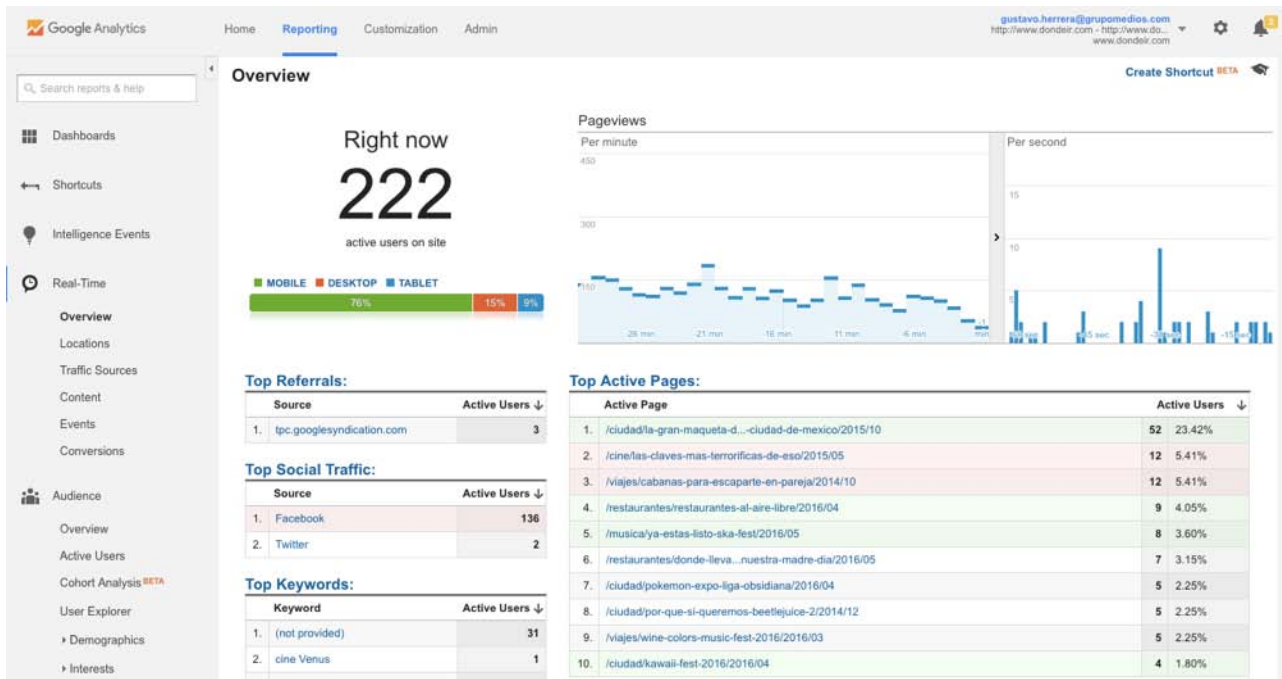 Google Analytics
Home Reporting Customization Admin
gustavo.herrera@grupomedios.com
http://www.dondeir.com - http://www.do...
www.dondeir.com
Search reports & help
Overview
Create Shortcut BETA
Dashboards
Shortcuts
Intelligence Events
Real-Time
Overview
Locations
Traffic Sources
Content
Events
Conversions
Audience
Overview
Active Users
Cohort Analysis BETA
User Explorer
Demographics
Interests
Right now
222
active users on site
MOBILE DESKTOP TABLET
76% 15% 9%
Pageviews
Per minute
450
300
150
-26 min -21 min -16 min -11 min -6 min -1 min
Per second
15
10
5
Top Referrals:
Source Active Users
1. tpc.googlesyndication.com 3
Top Social Traffic:
Source Active Users
1. Facebook 136
2. Twitter 2
Top Keywords:
Keyword Active Users
1. (not provided) 31
2. cine Venus 1
Top Active Pages:
Active Page Active Users
1. /ciudad/la-gran-maqueta-d...-ciudad-de-mexico/2015/10 52 23.42%
2. /cine/las-claves-mas-terrorificas-de-eso/2015/05 12 5.41%
3. /viajes/cabanas-para-escaparte-en-pareja/2014/10 12 5.41%
4. /restaurantes/restaurantes-al-aire-libre/2016/04 9 4.05%
5. /musica/ya-estas-listo-ska-fest/2016/05 8 3.60%
6. /restaurantes/donde-lleva...nuestra-madre-dia/2016/05 7 3.15%
7. /ciudad/pokemon-expo-liga-obsidiana/2016/04 5 2.25%
8. /ciudad/por-que-si-queremos-beetlejuice-2/2014/12 5 2.25%
9. /viajes/wine-colors-music-fest-2016/2016/03 5 2.25%
10. /ciudad/kawaii-fest-2016/2016/04 4 1.80%